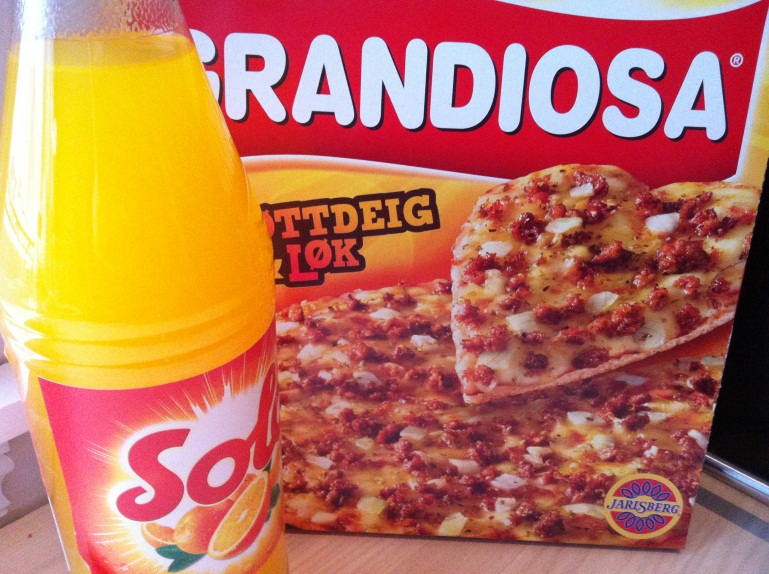 GRANDIOSA®
ØTTDEIG
& LØK
Sol
JARLSBERG